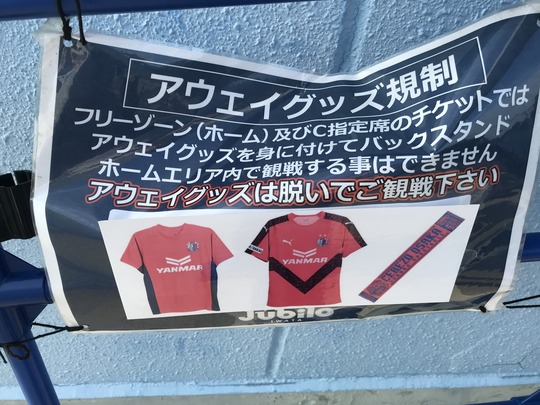 アウェイグッズ規制
フリーゾーン(ホーム)及びC指定席のチケットでは
アウェイグッズを身に付けてバックスタンド
ホームエリア内で観戦する事はできません
アウェイグッズは脱いでご観戦下さい
YANMAR
YANMAR
CEREZO OSAKA
Jubilo
IWATA